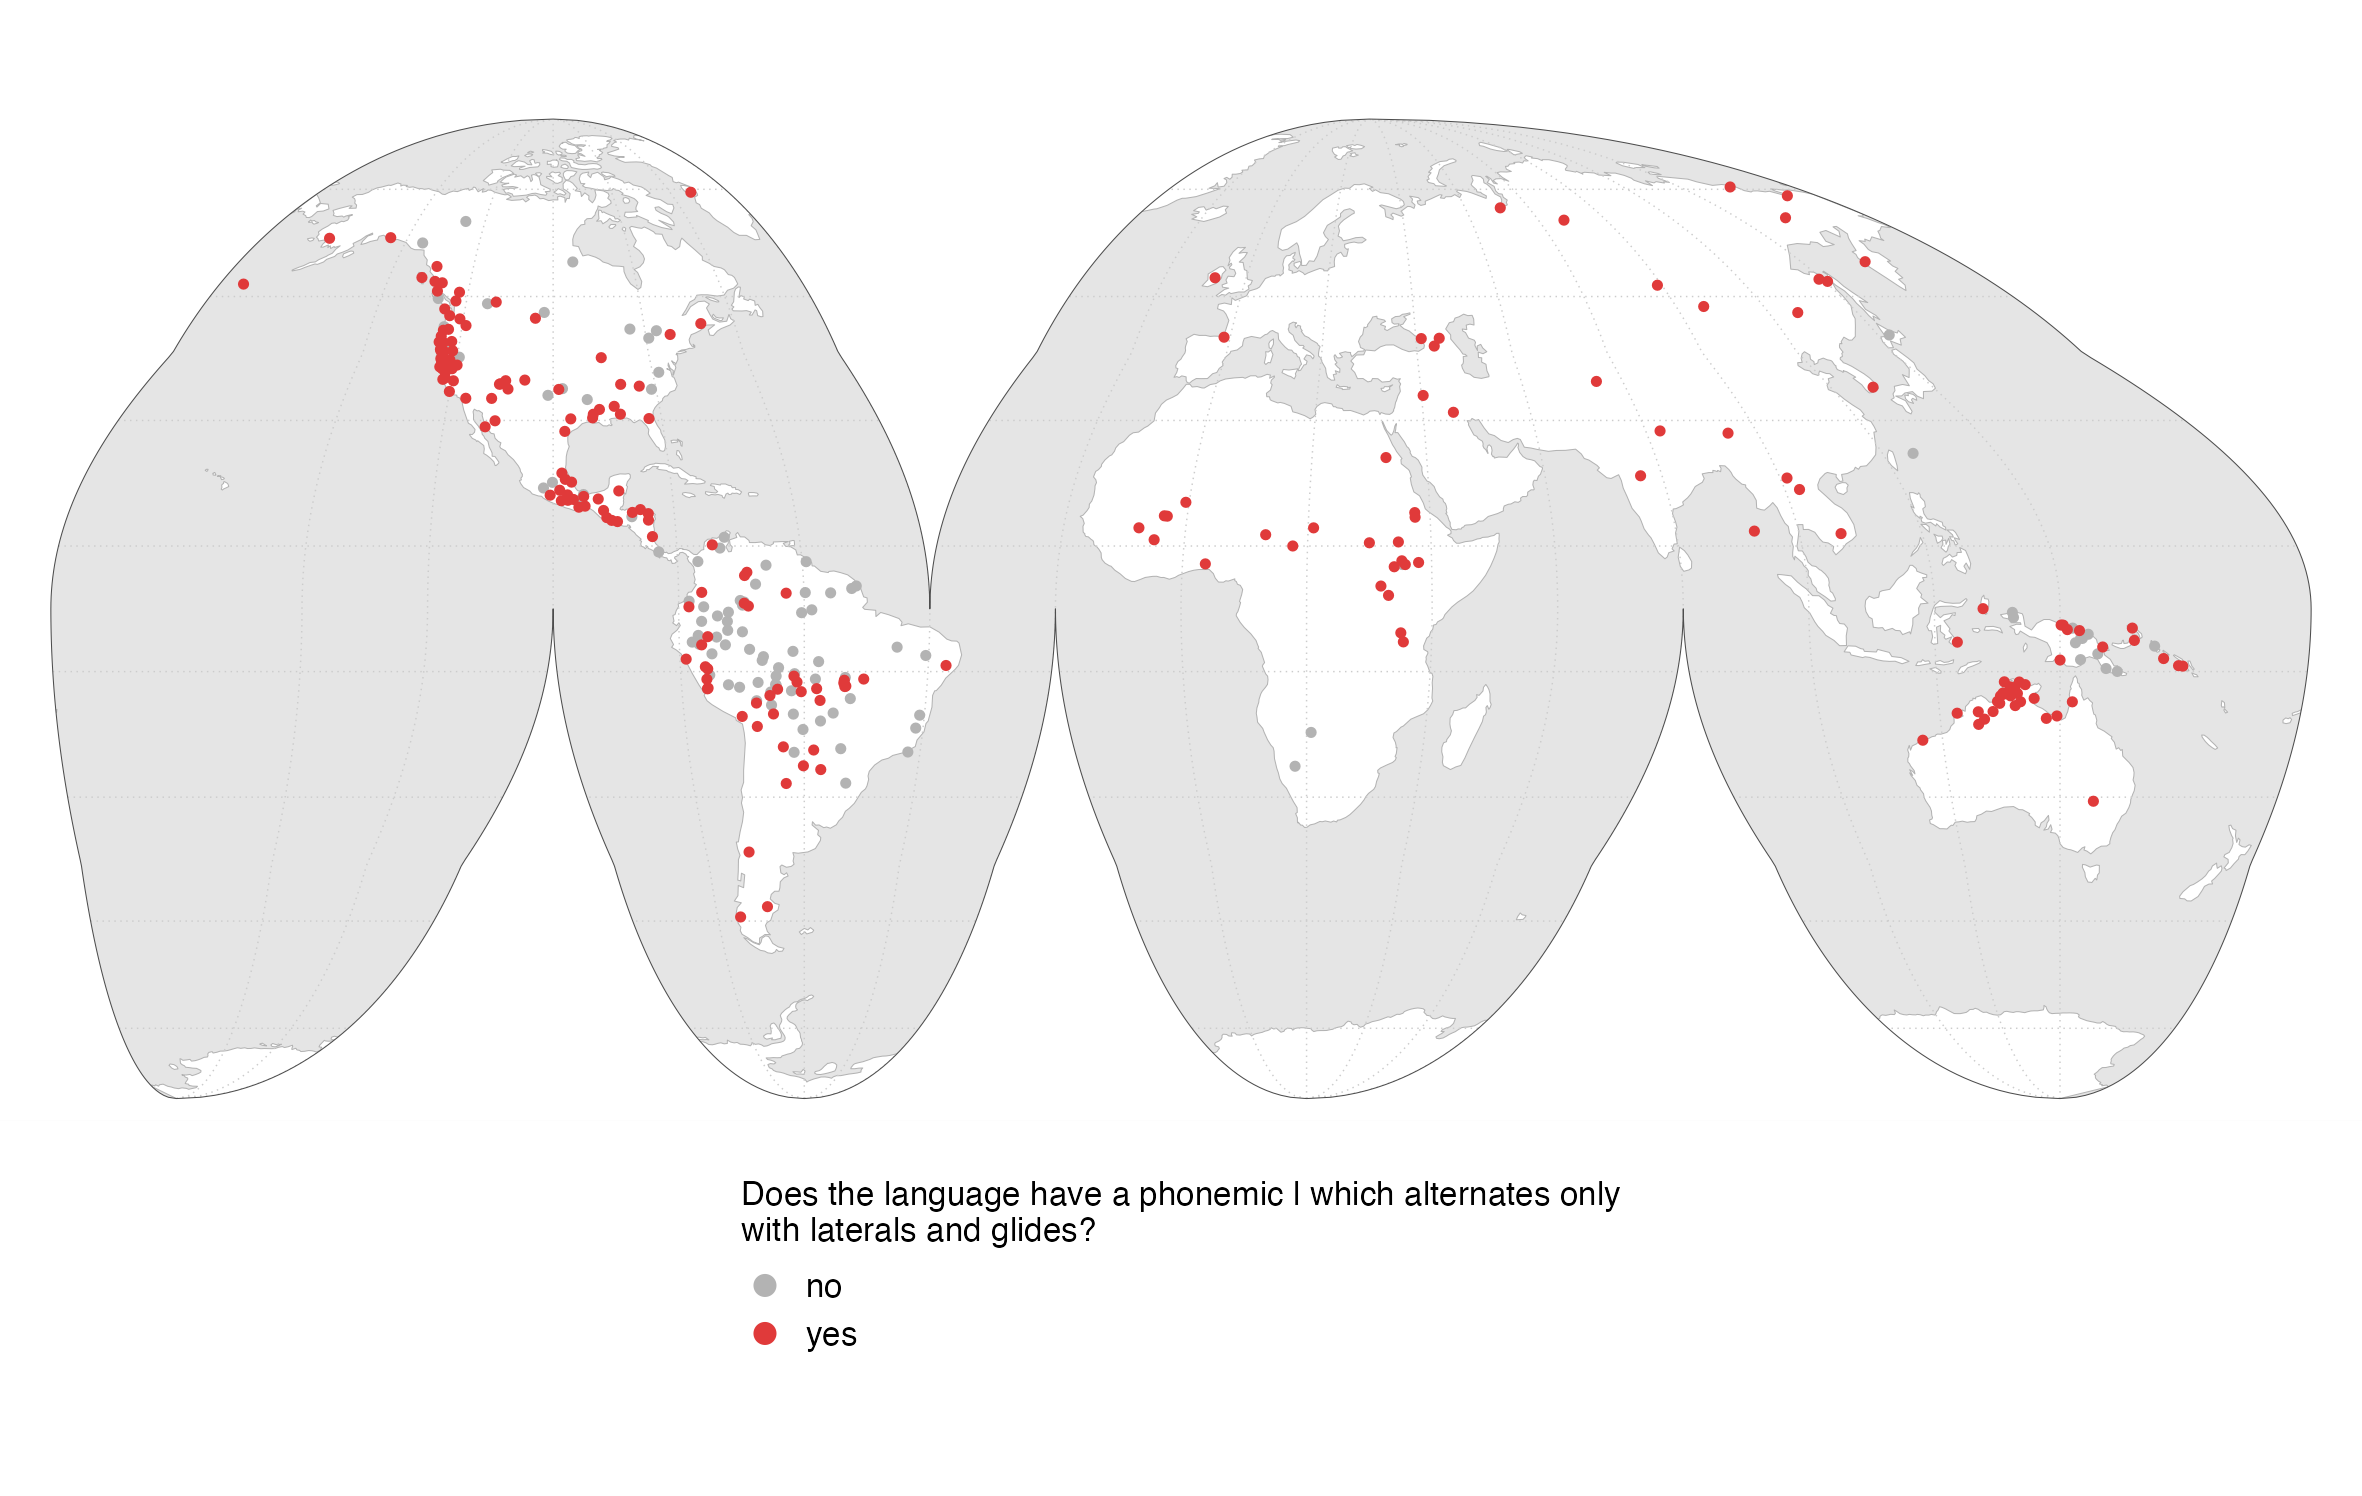 Does the language have a phonemic l which alternates only
with laterals and glides?
no
yes